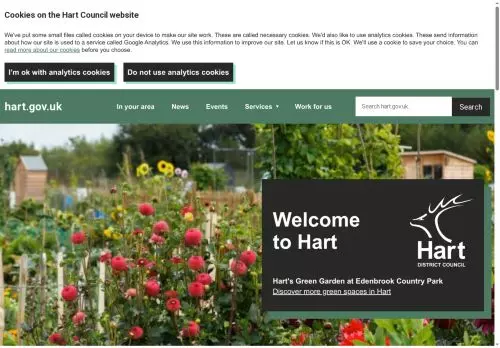 Cookies on the Hart Council website
We've put some small files called cookies on your device to make our site work. These are called necessary cookies. We'd also like to use analytics cookies. These send information
about how our site is used to a service called Google Analytics. We use this information to improve our site. Let us know if this is OK. We'll use a cookie to save your choice. You can
read more about our cookies before you choose.
I'm ok with analytics cookies Do not use analytics cookies
hart.gov.uk In your area News Events Services Work for us Search hart.gov.uk Search
Welcome
to Hart
Hart
DISTRICT COUNCIL
Hart's Green Garden at Edenbrook Country Park
Discover more green spaces in Hart